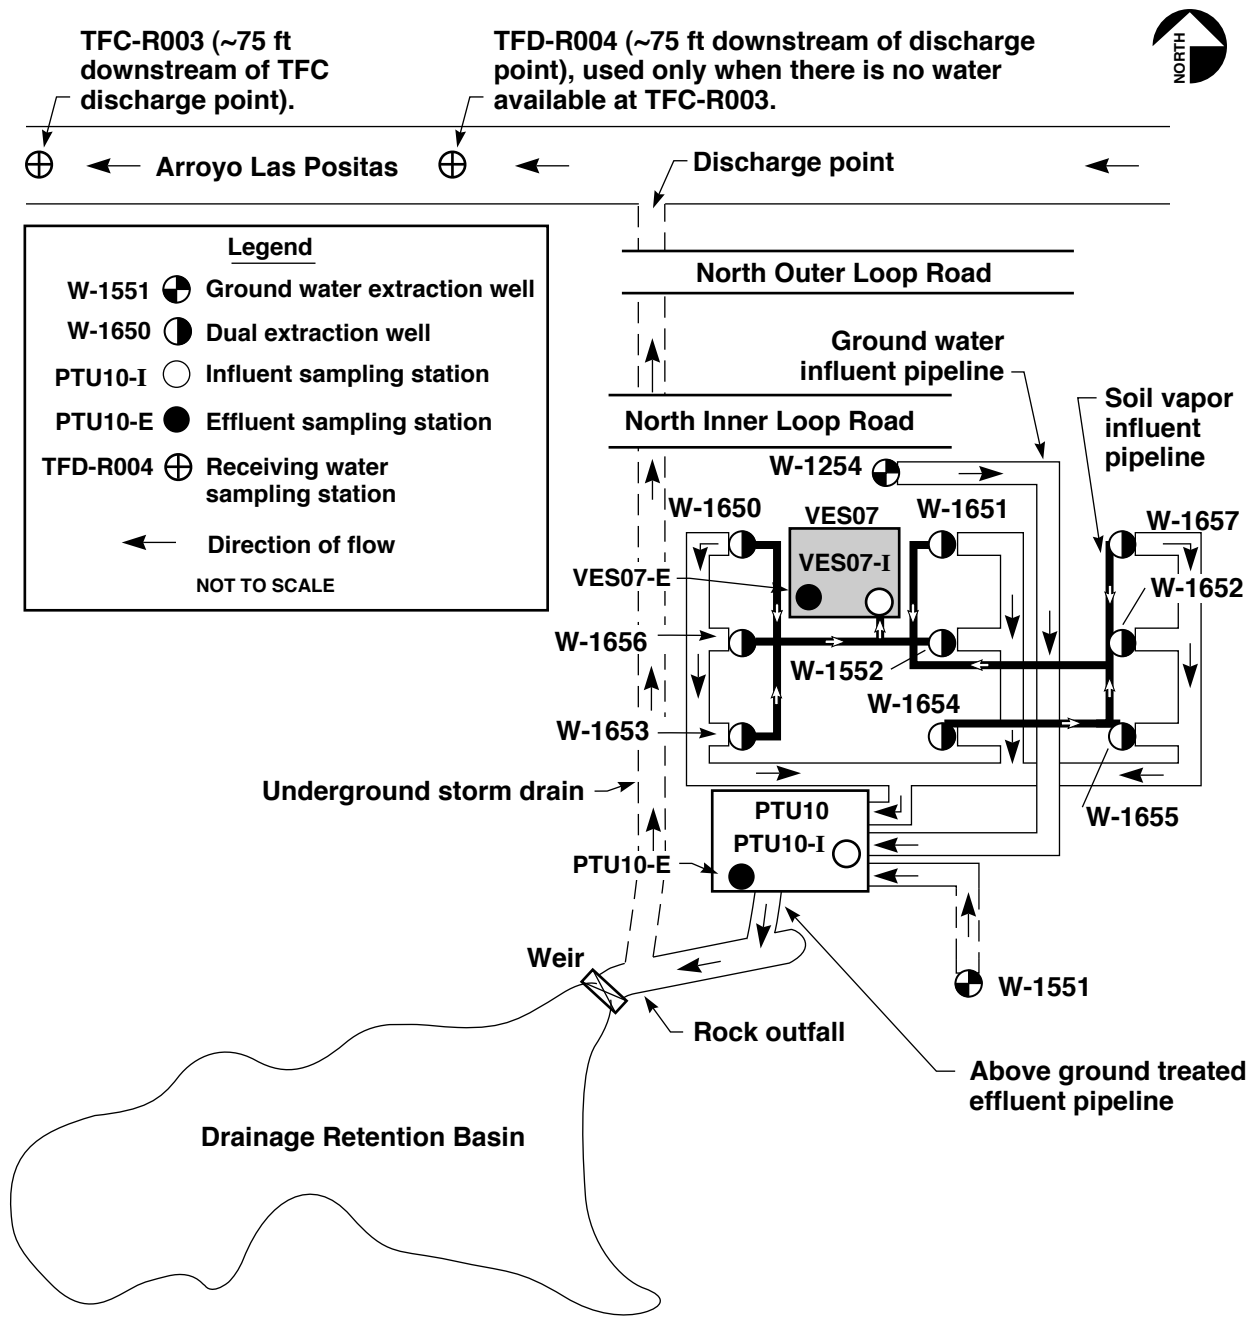 TFC-R003 (~75 ft
downstream of TFC
discharge point).
TFD-R004 (~75 ft downstream of discharge
point), used only when there is no water
available at TFC-R003.
NORTH
Arroyo Las Positas
Discharge point
Legend
W-1551 Ground water extraction well
W-1650 Dual extraction well
PTU10-I Influent sampling station
PTU10-E Effluent sampling station
TFD-R004 Receiving water
sampling station
Direction of flow
NOT TO SCALE
North Outer Loop Road
Ground water
influent pipeline
North Inner Loop Road
Soil vapor
influent
pipeline
W-1254
W-1650
VES07
W-1651
W-1657
VES07-I
VES07-E
W-1652
W-1656
W-1552
W-1654
W-1653
Underground storm drain
PTU10
W-1655
PTU10-I
PTU10-E
Weir
W-1551
Rock outfall
Above ground treated
effluent pipeline
Drainage Retention Basin